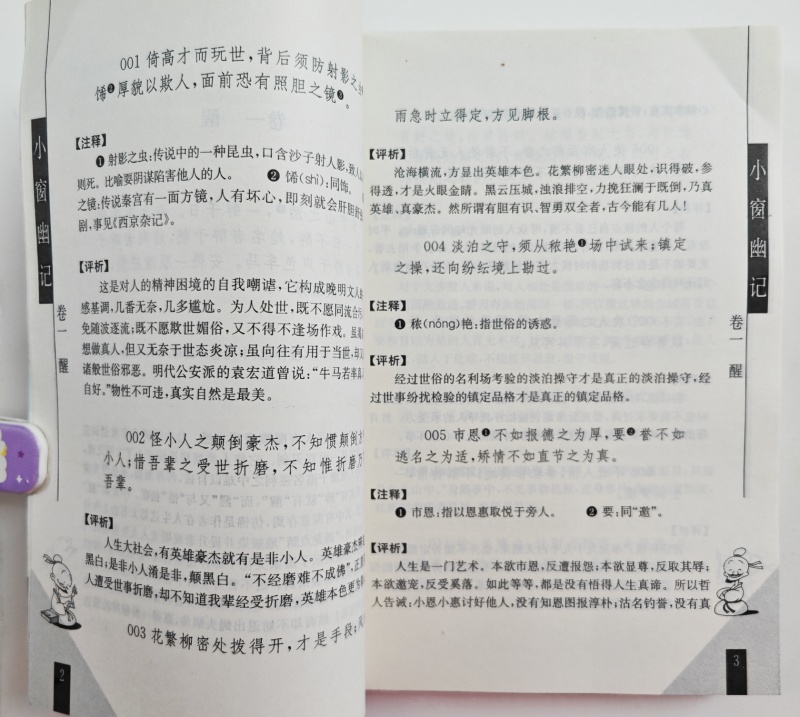 001 倚高才而玩世，背后须防射影之
饰❷厚貌以欺人，面前恐有照胆之镜❸。
【注释】
❶ 射影之虫：传说中的一种昆虫，口含沙子射人影，致
则死。比喻要阴谋陷害他人的人。 ❷ 饰(shì)：同饰。
之镜：传说秦宫有一面方镜，人有坏心，即刻就会肝胆
剧，事见《西京杂记》。
【评析】
这是对人的精神困境的自我嘲谑，它构成晚明文人
感基调，几番无奈，几多尴尬。为人处世，既不愿同流合
免随波逐流；既不愿欺世媚俗，又不得不逢场作戏。虽
想做真人，但又无奈于世态炎凉；虽向往有用于当世，却
诸般世俗邪恶。明代公安派的袁宏道曾说：“牛马若率真
自好。”物性不可违，真实自然是最美。
002 怪小人之颠倒豪杰，不知惯颠倒
小人；惜吾辈之受世折磨，不知惟折磨乃
吾辈。
【评析】
人生大社会，有英雄豪杰就有是非小人。英雄豪杰
黑白；是非小人淆是非，颠黑白。“不经磨难不成佛”，正
人遭受世事折磨，却不知道我辈经受折磨，英雄本色更
003 花繁柳密处拨得开，才是手段；风
小窗幽记
卷一 醒
2
雨急时立得定，方见脚根。
【评析】
沧海横流，方显出英雄本色。花繁柳密迷人眼处，识得破，参
得透，才是火眼金睛。黑云压城，浊浪排空，力挽狂澜于既倒，乃真
英雄、真豪杰。然所谓有胆有识、智勇双全者，古今能有几人！
004 淡泊之守，须从秾艳❶场中试来；镇定
之操，还向纷纭境上勘过。
【注释】
❶ 秾(nóng)艳：指世俗的诱惑。
【评析】
经过世俗的名利场考验的淡泊操守才是真正的淡泊操守，经
过世事纷扰检验的镇定品格才是真正的镇定品格。
005 市恩❶不如报德之为厚，要❷誉不如
逃名之为适，矫情不如直节之为真。
【注释】
❶ 市恩：指以恩惠取悦于旁人。 ❷ 要：同“邀”。
【评析】
人生是一门艺术。本欲市恩，反遭报怨；本欲显尊，反取其辱；
本欲邀宠，反受奚落。如此等等，都是没有悟得人生真谛。所以哲
人告诫：小恩小惠讨好他人，没有知恩图报淳朴；沽名钓誉，没有真
小窗幽记
卷一 醒
3